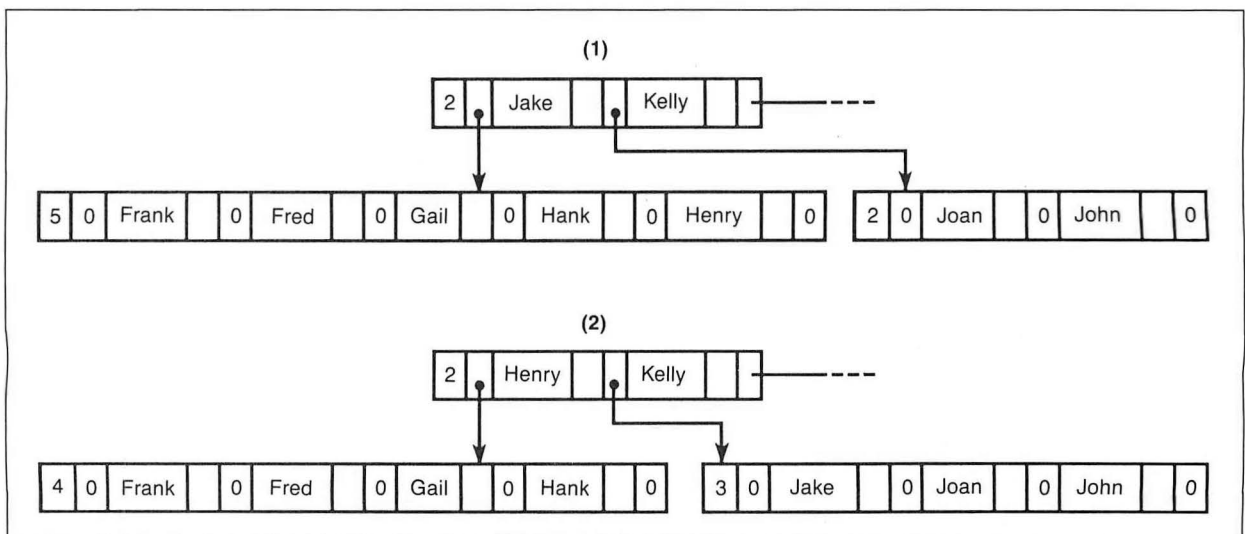 (1)
2 Jake Kelly
5 0 Frank 0 Fred 0 Gail 0 Hank 0 Henry 0 2 0 Joan 0 John 0
(2)
2 Henry Kelly
4 0 Frank 0 Fred 0 Gail 0 Hank 0 3 0 Jake 0 Joan 0 John 0